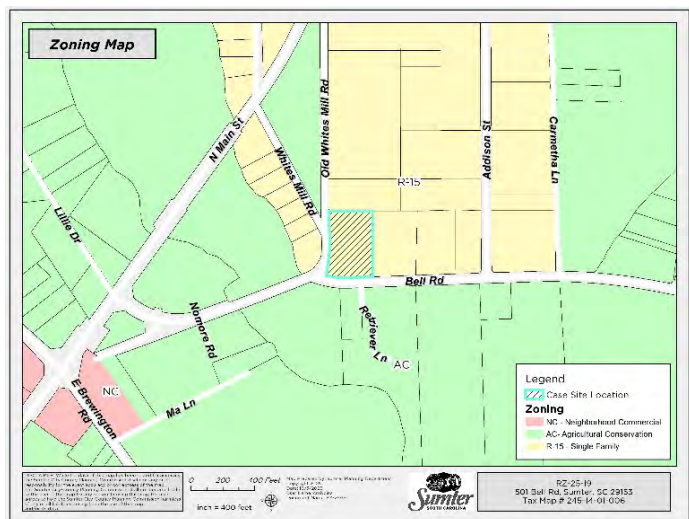 Zoning Map
N Main St
Whites Mill Rd
Old Whites Mill Rd
Addison St
Carmetha Ln
R-15
Lillie Dr
Nomore Rd
Bell Rd
Retriever Ln
AC
NC
E Brewington Rd
Ma Ln
Legend
Case Site Location
Zoning
NC - Neighborhood Commercial
AC- Agricultural Conservation
R-15 - Single Family
0 200 400 Feet
Inch = 400 feet
Sumter
SOUTH CAROLINA
RZ-25-19
501 Bell Rd, Sumter, SC 29153
Tax Map # 245-14-01-006